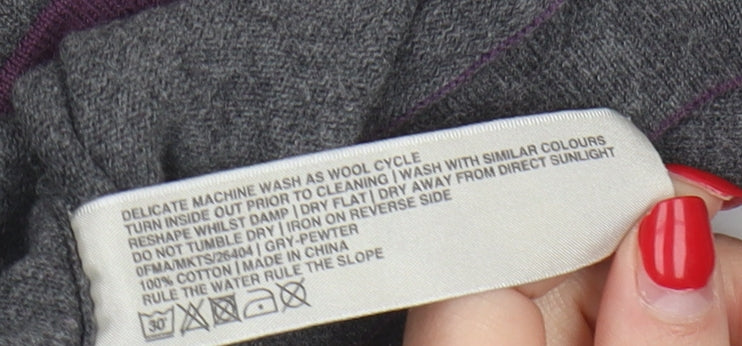 DELICATE MACHINE WASH AS WOOL CYCLE
TURN INSIDE OUT PRIOR TO CLEANING | WASH WITH SIMILAR COLOURS
RESHAPE WHILST DAMP | DRY FLAT | DRY AWAY FROM DIRECT SUNLIGHT
DO NOT TUMBLE DRY | IRON ON REVERSE SIDE
0FMA/MKTS/26404 | GRY-PEWTER
100% COTTON | MADE IN CHINA
RULE THE WATER RULE THE SLOPE
30°